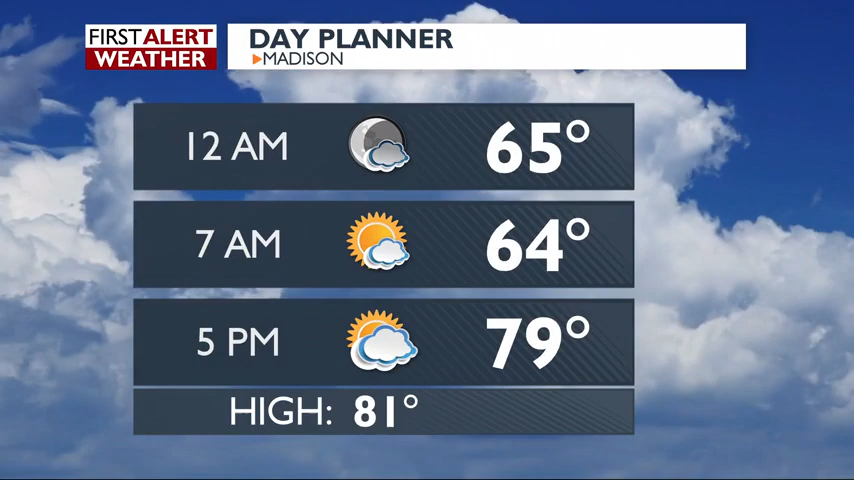 FIRST ALERT
WEATHER
DAY PLANNER
MADISON
12 AM 65°
7 AM 64°
5 PM 79°
HIGH: 81°